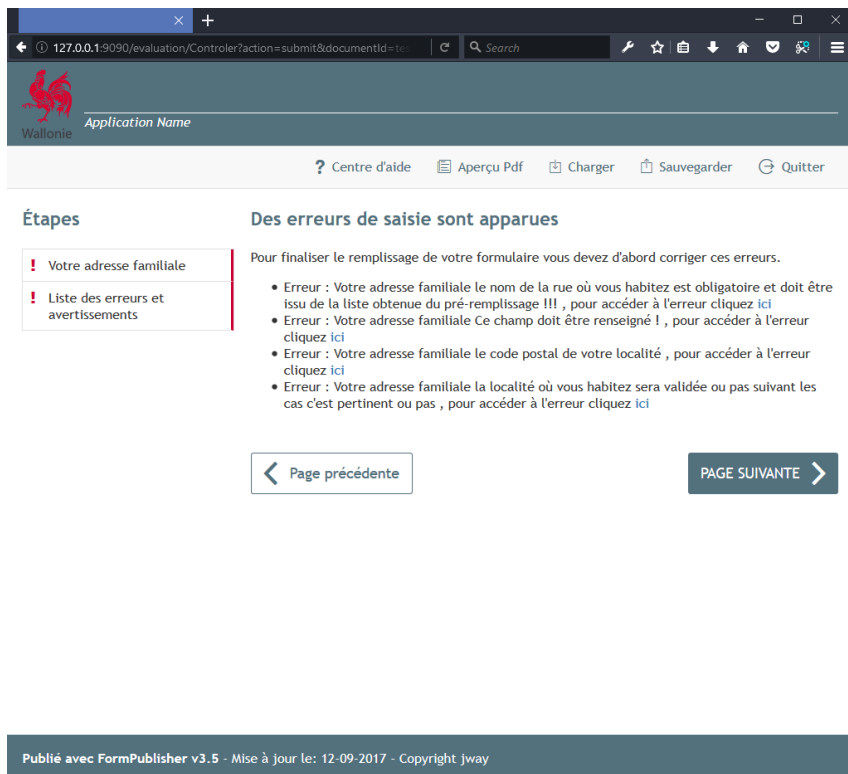 127.0.0.1:9090/evaluation/Controler?action=submit&documentId=tes
Search
Wallonie
Application Name
? Centre d'aide Aperçu Pdf Charger Sauvegarder Quitter
Étapes
! Votre adresse familiale
! Liste des erreurs et
avertissements
Des erreurs de saisie sont apparues
Pour finaliser le remplissage de votre formulaire vous devez d'abord corriger ces erreurs.
• Erreur : Votre adresse familiale le nom de la rue où vous habitez est obligatoire et doit être
issu de la liste obtenue du pré-remplissage !!! , pour accéder à l'erreur cliquez ici
• Erreur : Votre adresse familiale Ce champ doit être renseigné ! , pour accéder à l'erreur
cliquez ici
• Erreur : Votre adresse familiale le code postal de votre localité , pour accéder à l'erreur
cliquez ici
• Erreur : Votre adresse familiale la localité où vous habitez sera validée ou pas suivant les
cas c'est pertinent ou pas , pour accéder à l'erreur cliquez ici
Page précédente
PAGE SUIVANTE
Publié avec FormPublisher v3.5 - Mise à jour le: 12-09-2017 - Copyright jway